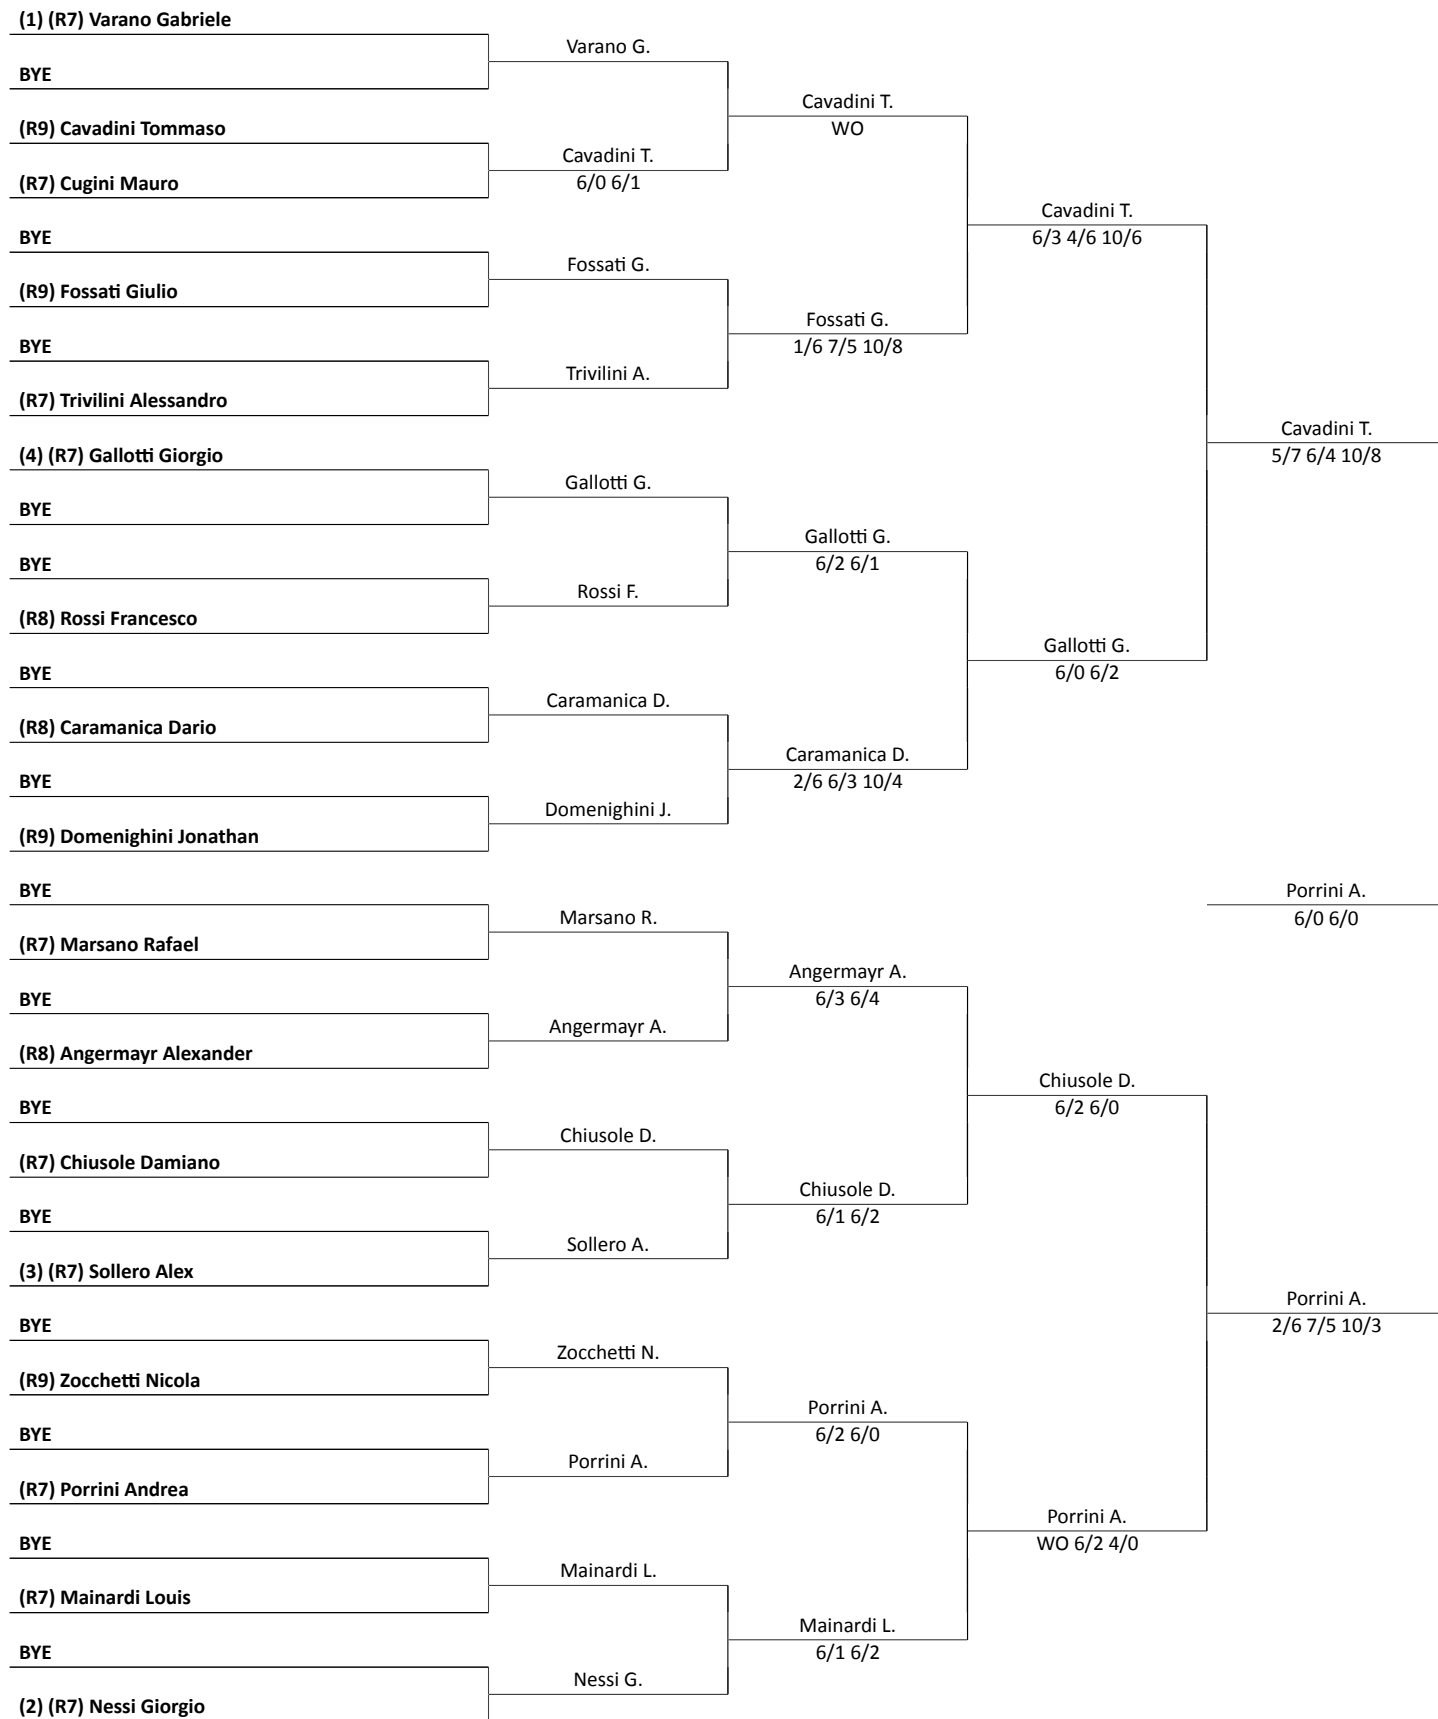 (1) (R7) Varano Gabriele
BYE
(R9) Cavadini Tommaso
(R7) Cugini Mauro
BYE
(R9) Fossati Giulio
BYE
(R7) Trivilini Alessandro
(4) (R7) Gallotti Giorgio
BYE
BYE
(R8) Rossi Francesco
BYE
(R8) Caramanica Dario
BYE
(R9) Domenighini Jonathan
BYE
(R7) Marsano Rafael
BYE
(R8) Angermayr Alexander
BYE
(R7) Chiusole Damiano
BYE
(3) (R7) Sollero Alex
BYE
(R9) Zocchetti Nicola
BYE
(R7) Porrini Andrea
BYE
(R7) Mainardi Louis
BYE
(2) (R7) Nessi Giorgio
Varano G.
Cavadini T.
6/0 6/1
Fossati G.
Trivilini A.
Gallotti G.
Rossi F.
Caramanica D.
Domenighini J.
Marsano R.
Angermayr A.
Chiusole D.
Sollero A.
Zocchetti N.
Porrini A.
Mainardi L.
Nessi G.
Cavadini T.
WO
Fossati G.
1/6 7/5 10/8
Gallotti G.
6/2 6/1
Caramanica D.
2/6 6/3 10/4
Angermayr A.
6/3 6/4
Chiusole D.
6/1 6/2
Porrini A.
6/2 6/0
Mainardi L.
6/1 6/2
Cavadini T.
6/3 4/6 10/6
Gallotti G.
6/0 6/2
Chiusole D.
6/2 6/0
Porrini A.
WO 6/2 4/0
Cavadini T.
5/7 6/4 10/8
Porrini A.
6/0 6/0
Porrini A.
2/6 7/5 10/3